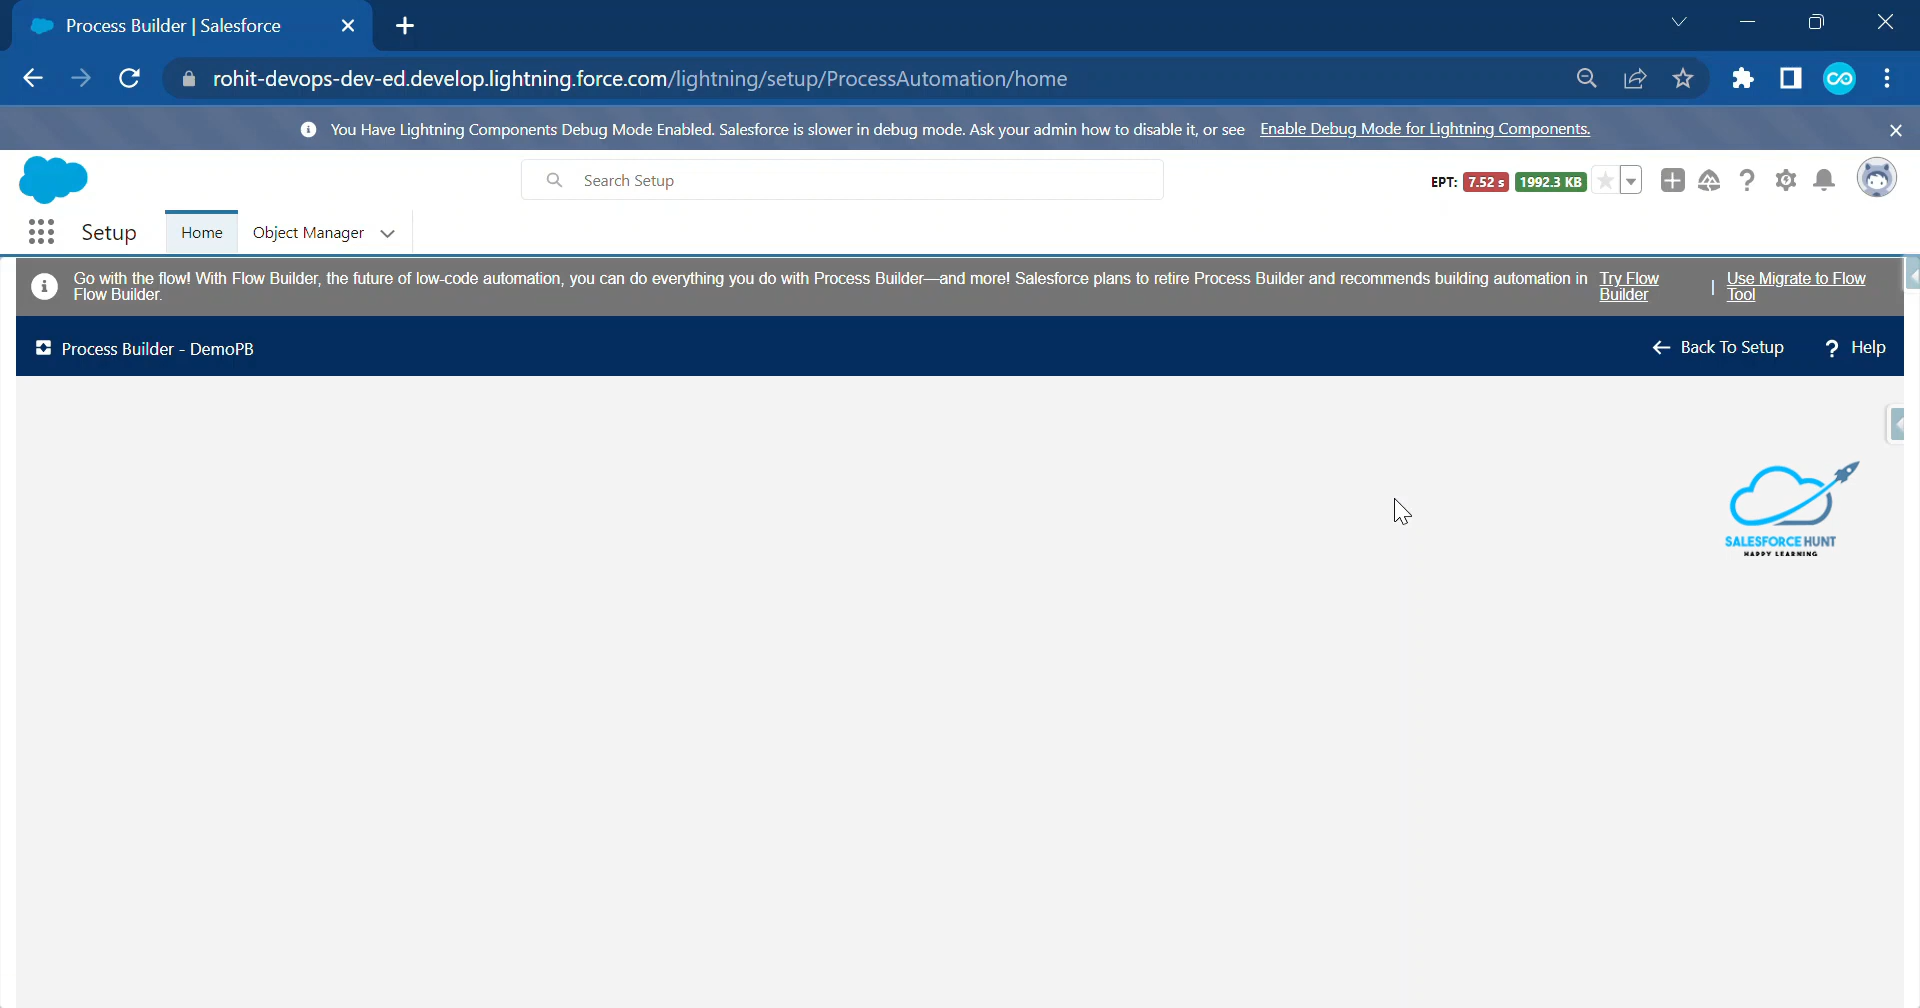 Process Builder | Salesforce
rohit-devops-dev-ed.develop.lightning.force.com/lightning/setup/ProcessAutomation/home
You Have Lightning Components Debug Mode Enabled. Salesforce is slower in debug mode. Ask your admin how to disable it, or see Enable Debug Mode for Lightning Components.
Search Setup
EPT: 7.52 s 1992.3 KB
Setup Home Object Manager
Go with the flow! With Flow Builder, the future of low-code automation, you can do everything you do with Process Builder—and more! Salesforce plans to retire Process Builder and recommends building automation in
Flow Builder.
Try Flow
Builder
|
Use Migrate to Flow
Tool
Process Builder - DemoPB
Back To Setup
? Help
SALESFORCE HUNT
HAPPY LEARNING